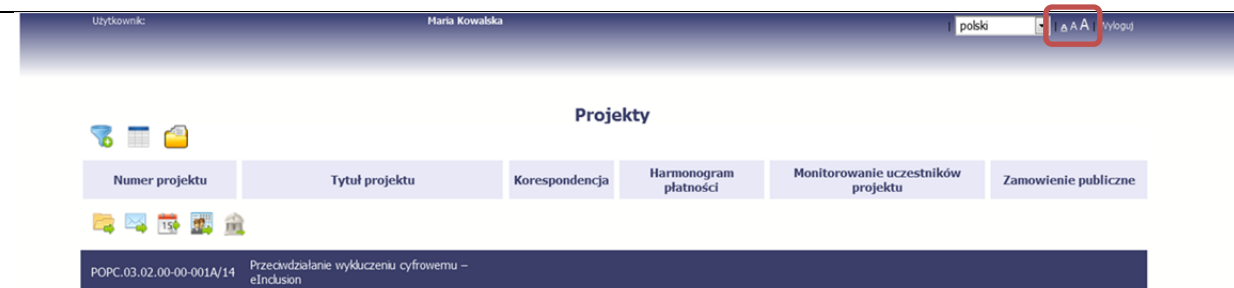 Użytkownik: Maria Kowalska | polski | A A A | Wyloguj
Projekty
Numer projektu Tytuł projektu Korespondencja Harmonogram płatności Monitorowanie uczestników projektu Zamowienie publiczne
15
POPC.03.02.00-00-001A/14 Przeciwdziałanie wykluczeniu cyfrowemu –
eInclusion